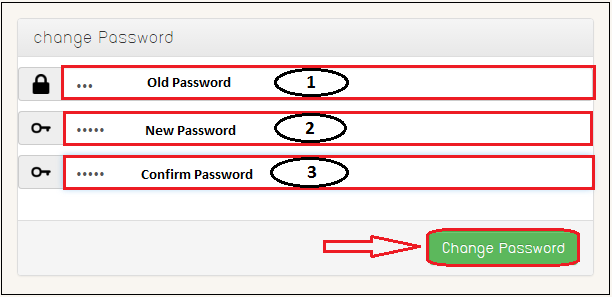 change Password
••• Old Password 1
••••• New Password 2
••••• Confirm Password 3
Change Password